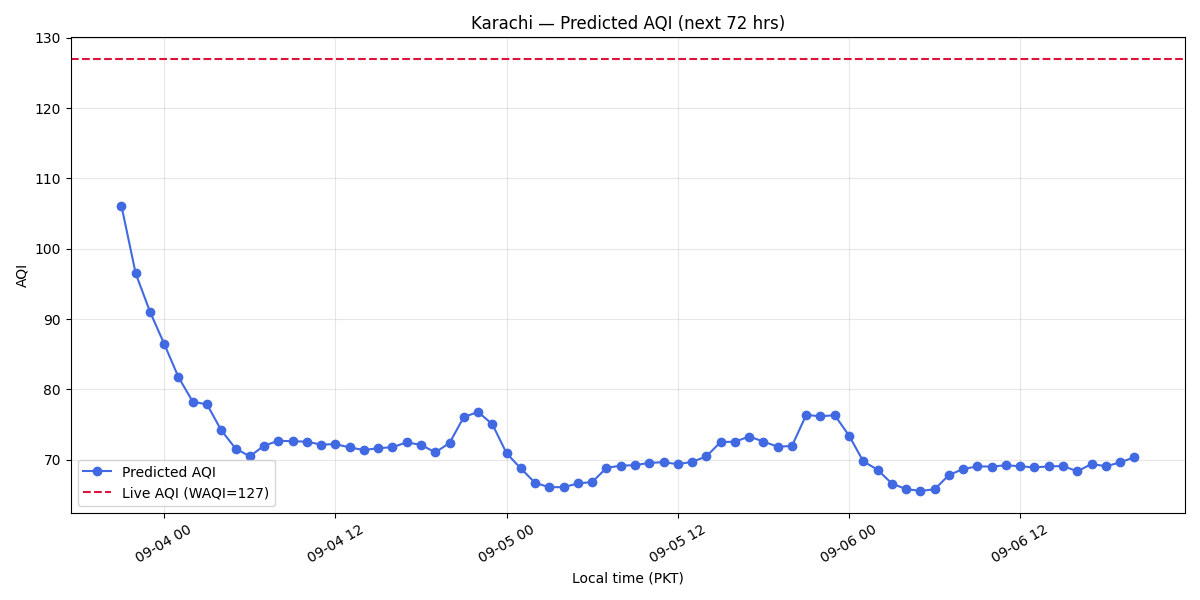 Karachi — Predicted AQI (next 72 hrs)
130
120
110
100
90
80
70
AQI
Predicted AQI
Live AQI (WAQI=127)
09-04 00
09-04 12
09-05 00
09-05 12
09-06 00
09-06 12
Local time (PKT)